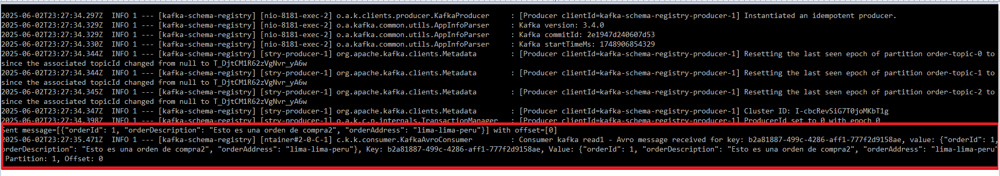 2025-06-02T23:27:34.297Z  INFO 1 --- [kafka-schema-registry] [nio-8181-exec-2] o.a.k.clients.producer.KafkaProducer     : [Producer clientId=kafka-schema-registry-producer-1] Instantiated an idempotent producer.
2025-06-02T23:27:34.329Z  INFO 1 --- [kafka-schema-registry] [nio-8181-exec-2] o.a.kafka.common.utils.AppInfoParser     : Kafka version: 3.4.0
2025-06-02T23:27:34.329Z  INFO 1 --- [kafka-schema-registry] [nio-8181-exec-2] o.a.kafka.common.utils.AppInfoParser     : Kafka commitId: 2e1947d240607d53
2025-06-02T23:27:34.330Z  INFO 1 --- [kafka-schema-registry] [nio-8181-exec-2] o.a.kafka.common.utils.AppInfoParser     : Kafka startTimeMs: 1748906854329
2025-06-02T23:27:34.344Z  INFO 1 --- [kafka-schema-registry] [stry-producer-1] org.apache.kafka.clients.Metadata        : [Producer clientId=kafka-schema-registry-producer-1] Resetting the last seen epoch of partition order-topic-0 to
since the associated topicId changed from null to T_DjtCM1R62zVgNvr_yA6w
2025-06-02T23:27:34.344Z  INFO 1 --- [kafka-schema-registry] [stry-producer-1] org.apache.kafka.clients.Metadata        : [Producer clientId=kafka-schema-registry-producer-1] Resetting the last seen epoch of partition order-topic-1 to
since the associated topicId changed from null to T_DjtCM1R62zVgNvr_yA6w
2025-06-02T23:27:34.345Z  INFO 1 --- [kafka-schema-registry] [stry-producer-1] org.apache.kafka.clients.Metadata        : [Producer clientId=kafka-schema-registry-producer-1] Resetting the last seen epoch of partition order-topic-2 to
since the associated topicId changed from null to T_DjtCM1R62zVgNvr_yA6w
2025-06-02T23:27:34.347Z  INFO 1 --- [kafka-schema-registry] [stry-producer-1] org.apache.kafka.clients.Metadata        : [Producer clientId=kafka-schema-registry-producer-1] Cluster ID: I-cbcRevSiG7T0joMKbT1g
2025-06-02T23:27:34.398Z  INFO 1 --- [kafka-schema-registry] [stry-producer-1] o.a.k.c.p.internals.TransactionManager   : [Producer clientId=kafka-schema-registry-producer-1] ProducerId set to 0 with epoch 0
Sent message=[{"orderId": 1, "orderDescription": "Esto es una orden de compra2", "orderAddress": "lima-lima-peru"}] with offset=[0]
2025-06-02T23:27:35.471Z  INFO 1 --- [kafka-schema-registry] [ntainer#2-0-C-1] c.k.k.consumer.KafkaAvroConsumer         : Consumer kafka read1 - Avro message received for key: b2a81887-499c-4286-aff1-777f2d9158ae, value: {"orderId": 1,
orderDescription": "Esto es una orden de compra2", "orderAddress": "lima-lima-peru"}, Key: b2a81887-499c-4286-aff1-777f2d9158ae, Value: {"orderId": 1, "orderDescription": "Esto es una orden de compra2", "orderAddress": "lima-lima-peru"
Partition: 1, Offset: 0